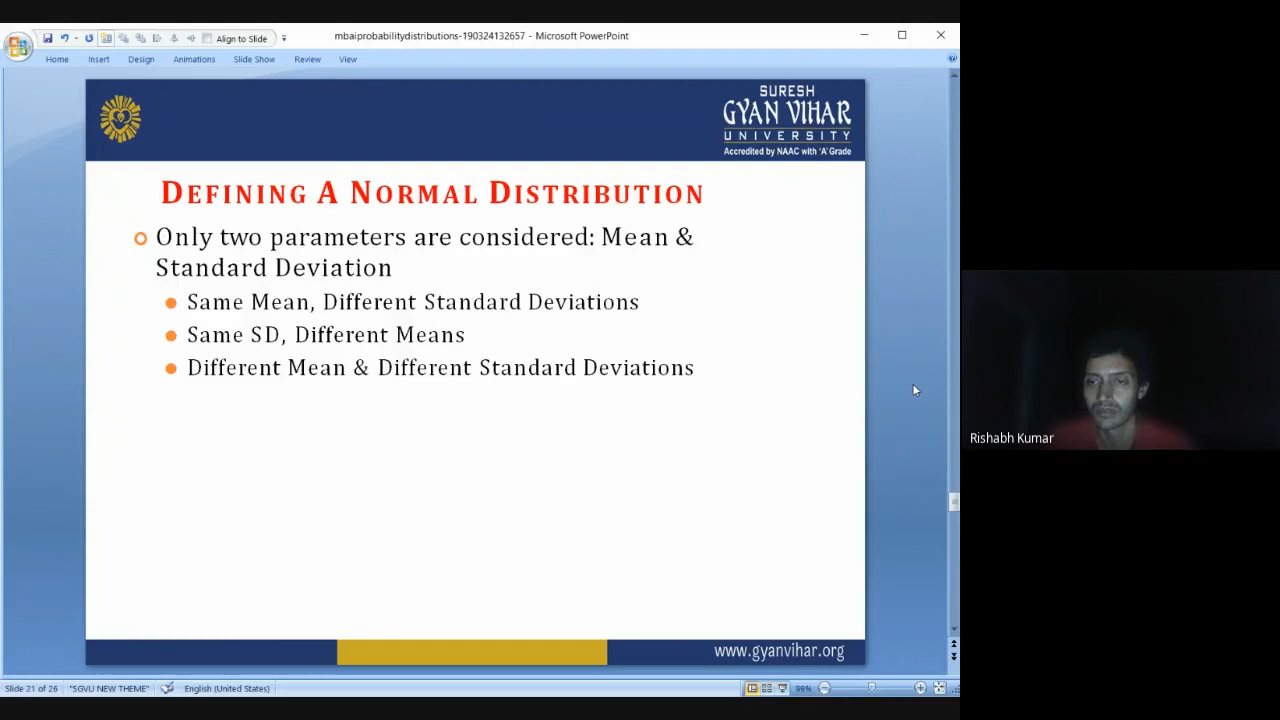 Align to Slide
mbaiprobabilitydistributions-190324132657 - Microsoft PowerPoint
Home Insert Design Animations Slide Show Review View
SURESH
GYAN VIHAR
UNIVERSITY
Accredited by NAAC with 'A' Grade
DEFINING A NORMAL DISTRIBUTION
Only two parameters are considered: Mean &
Standard Deviation
Same Mean, Different Standard Deviations
Same SD, Different Means
Different Mean & Different Standard Deviations
Rishabh Kumar
www.gyanvihar.org
Slide 21 of 26 "SGVU NEW THEME" English (United States) 99%